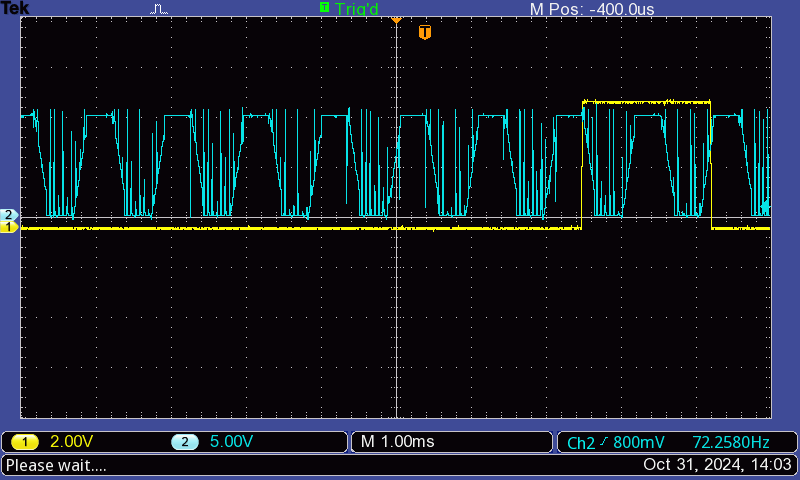 Tek T Trig'd M Pos: -400.0us
T
2
1
1 2.00V 2 5.00V M 1.00ms Ch2 800mV 72.2580Hz
Please wait.... Oct 31, 2024, 14:03